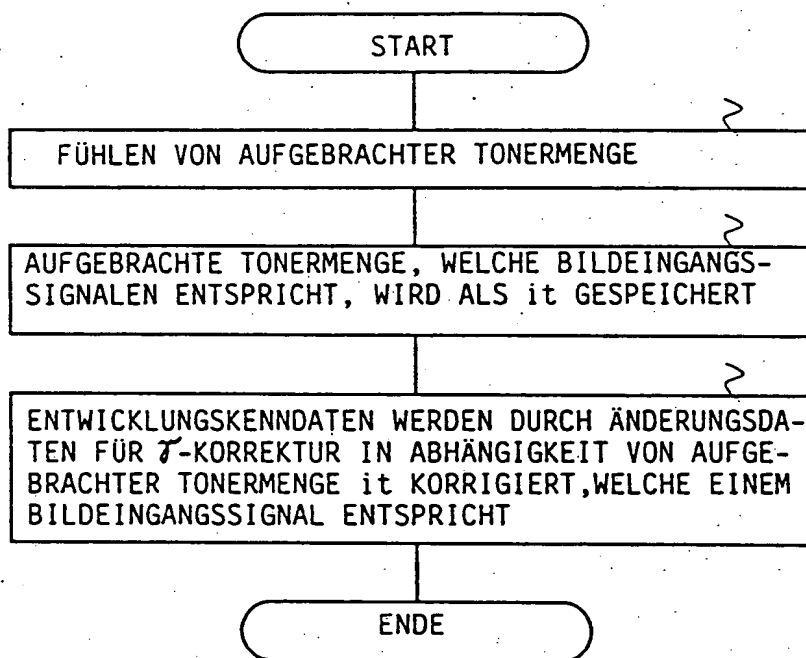 START
FÜHLEN VON AUFGEBRACHTER TONERMENGE
AUFGEBRACHTE TONERMENGE, WELCHE BILDEINGANGS-
SIGNALEN ENTSPRICHT, WIRD ALS it GESPEICHERT
ENTWICKLUNGSKENNDATEN WERDEN DURCH ÄNDERUNGSDA-
TEN FÜR γ-KORREKTUR IN ABHÄNGIGKEIT VON AUFGE-
BRACHTER TONERMENGE it KORRIGIERT,WELCHE EINEM
BILDEINGANGSSIGNAL ENTSPRICHT
ENDE